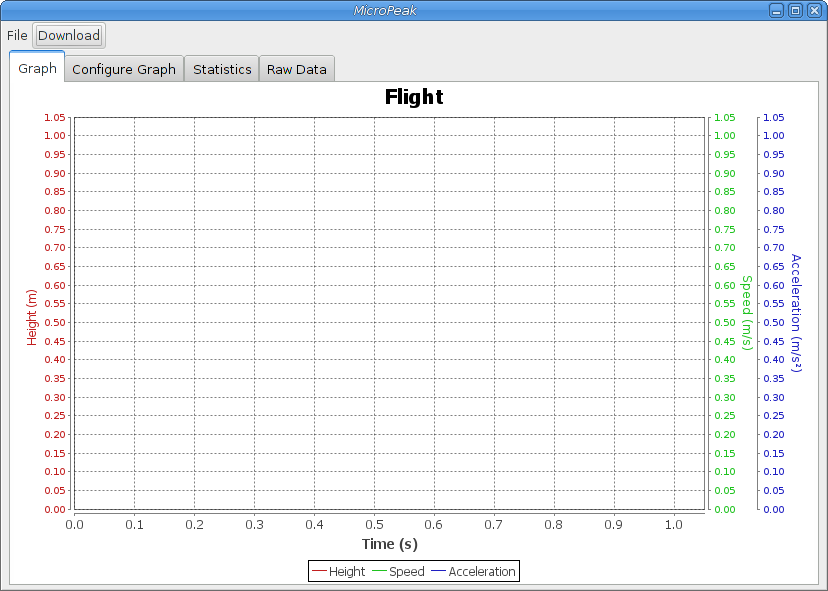 MicroPeak
File Download
Graph Configure Graph Statistics Raw Data
Flight
1.05 1.05 1.05
1.00 1.00 1.00
0.95 0.95 0.95
0.90 0.90 0.90
0.85 0.85 0.85
0.80 0.80 0.80
0.75 0.75 0.75
0.70 0.70 0.70
0.65 0.65 0.65
0.60 0.60 0.60
0.55 0.55 0.55
0.50 0.50 0.50
0.45 0.45 0.45
0.40 0.40 0.40
0.35 0.35 0.35
0.30 0.30 0.30
0.25 0.25 0.25
0.20 0.20 0.20
0.15 0.15 0.15
0.10 0.10 0.10
0.05 0.05 0.05
0.00 0.00 0.00
Height (m)
Speed (m/s)
Acceleration (m/s²)
0.0 0.1 0.2 0.3 0.4 0.5 0.6 0.7 0.8 0.9 1.0
Time (s)
Height Speed Acceleration